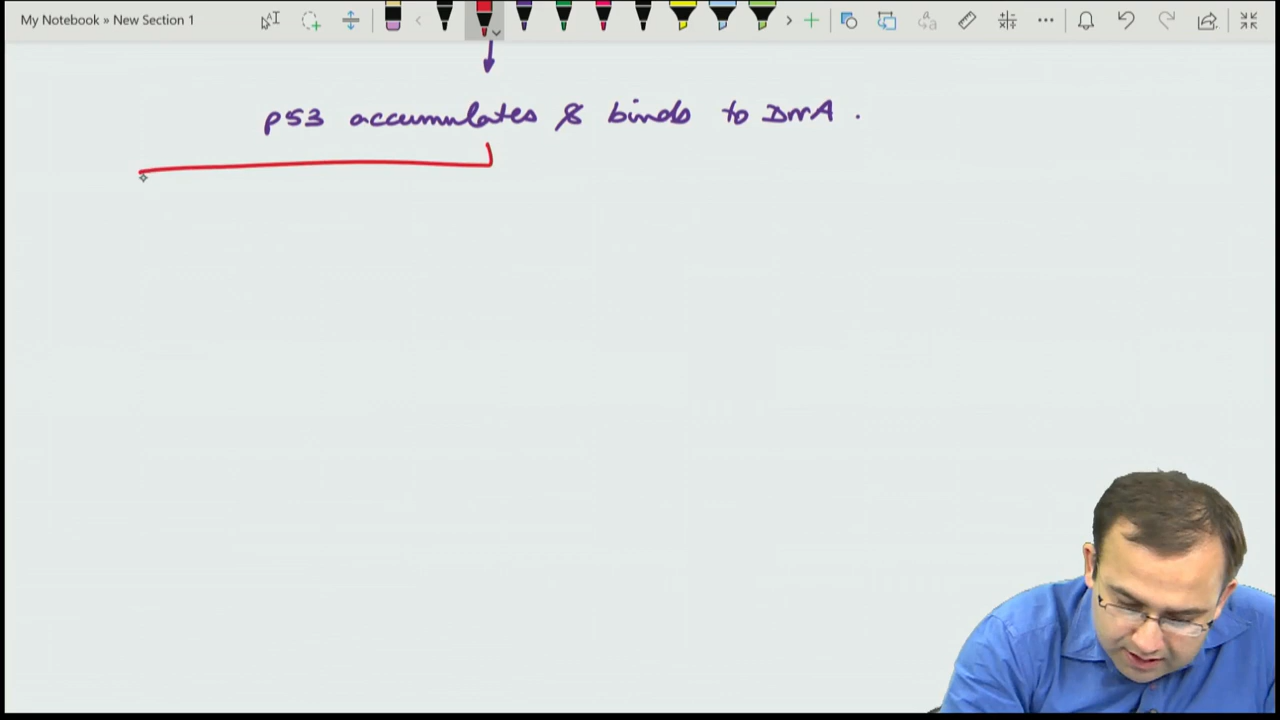 My Notebook » New Section 1
p53 accumulates & binds to DNA .